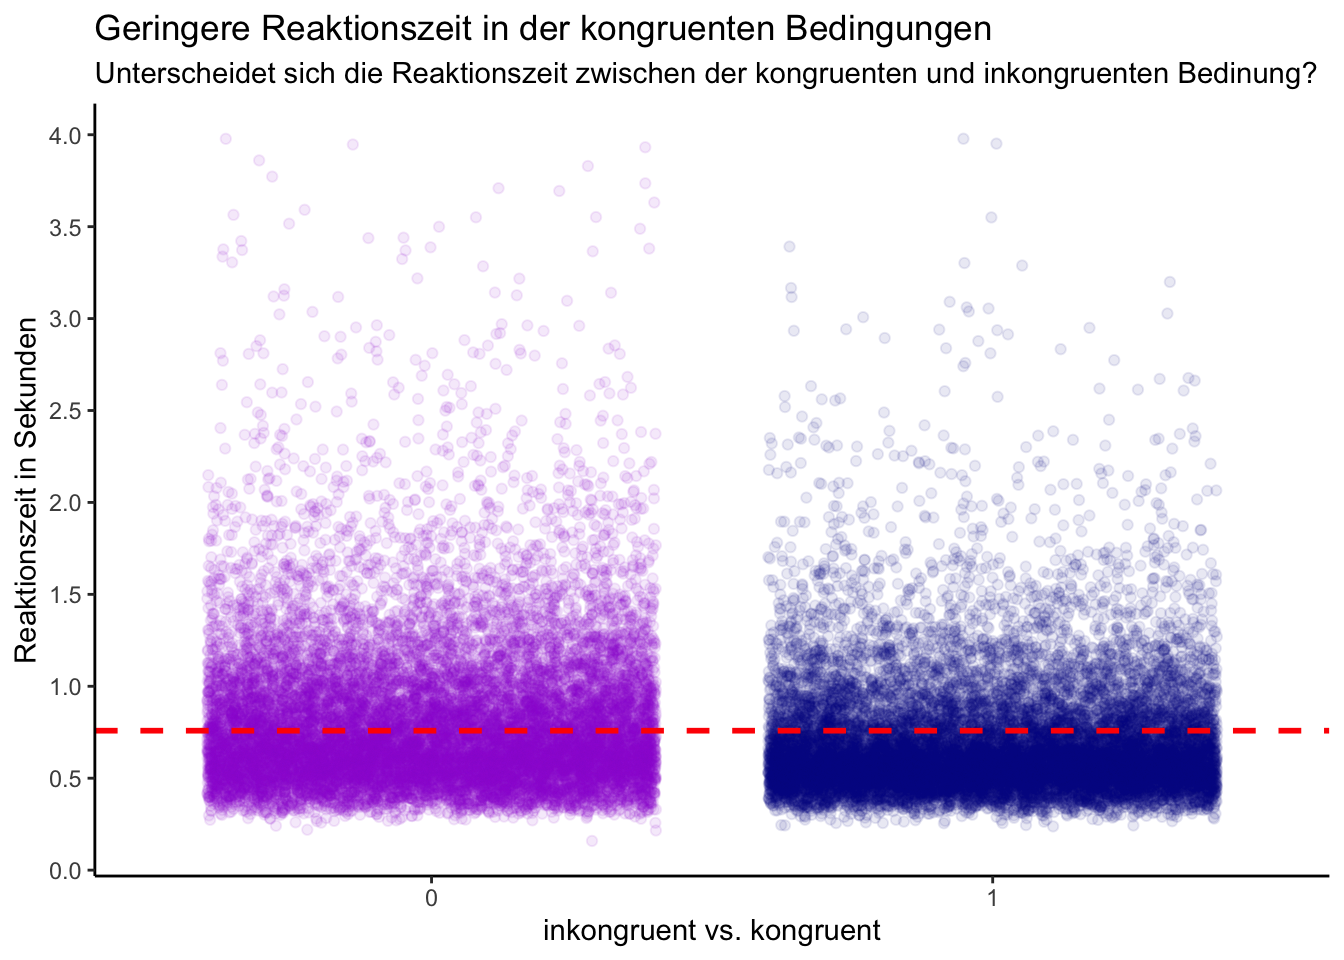 Geringere Reaktionszeit in der kongruenten Bedingungen
Unterscheidet sich die Reaktionszeit zwischen der kongruenten und inkongruenten Bedinung?
Reaktionszeit in Sekunden
4.0
3.5
3.0
2.5
2.0
1.5
1.0
0.5
0.0
0
1
inkongruent vs. kongruent